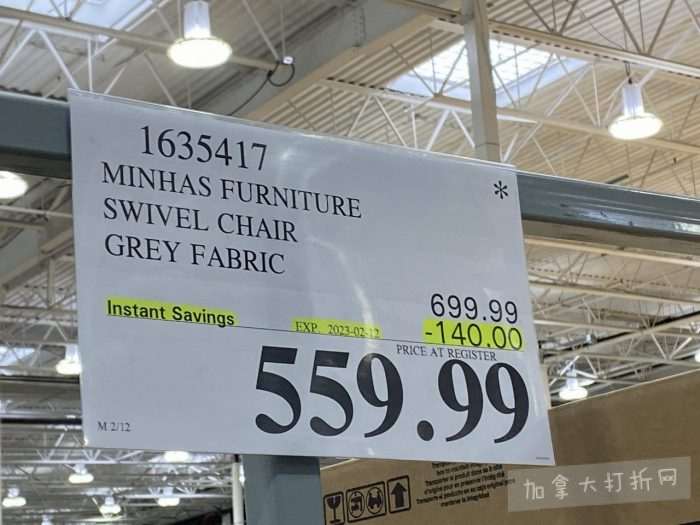 1635417
*
MINHAS FURNITURE
SWIVEL CHAIR
GREY FABRIC
699.99
Instant Savings EXP. 2023-02-12 -140.00
PRICE AT REGISTER
559.99
M 2/12
加拿大打折网